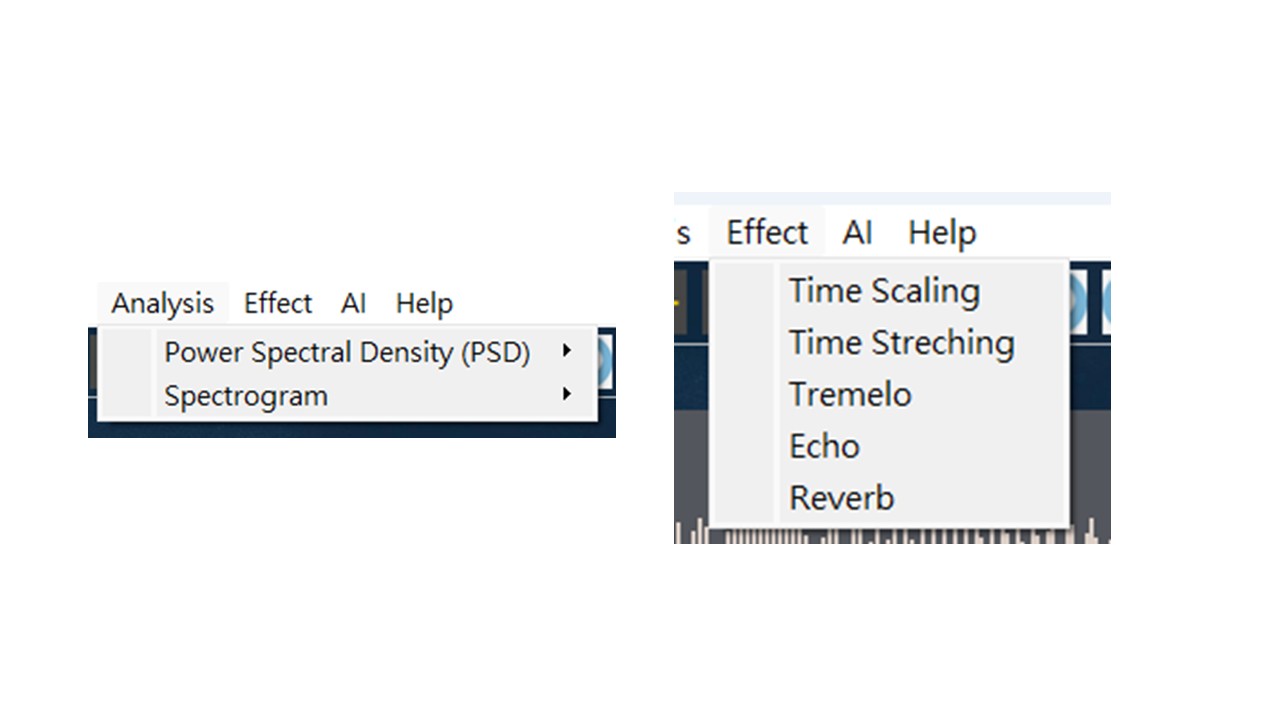 Analysis Effect AI Help
Power Spectral Density (PSD)
Spectrogram
s Effect AI Help
Time Scaling
Time Streching
Tremelo
Echo
Reverb